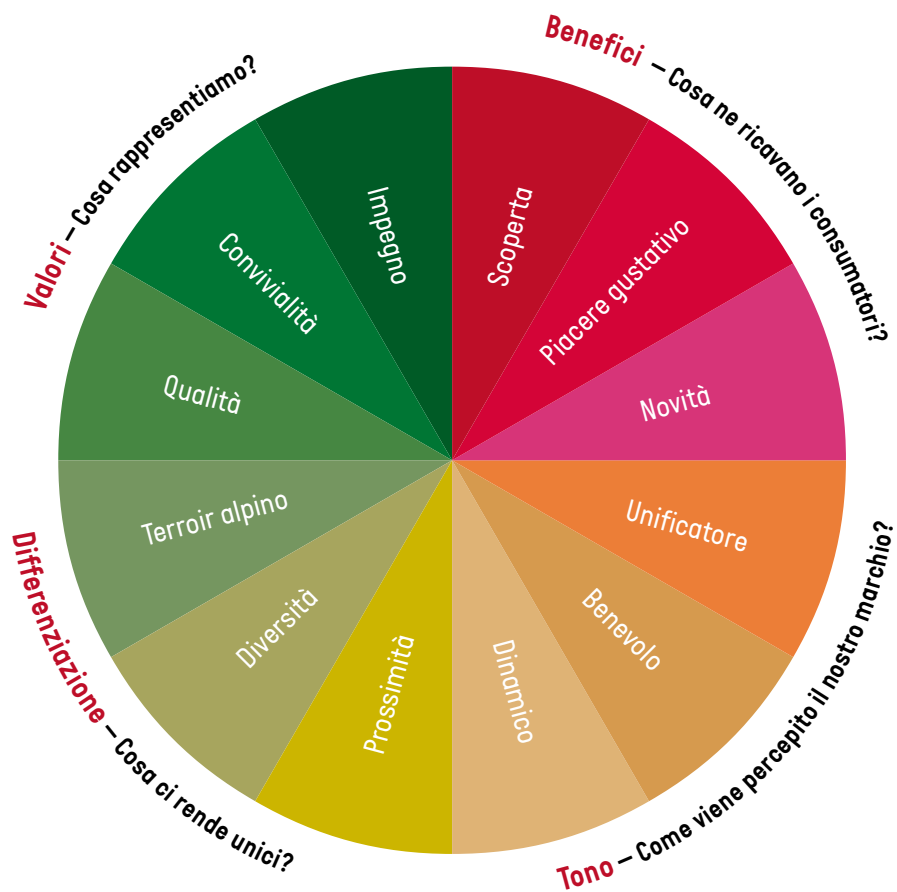 Benefici – Cosa ne ricavano i consumatori?
Scoperta
Piacere gustativo
Novità
Tono – Come viene percepito il nostro marchio?
Unificatore
Benevolo
Dinamico
Differenziazione – Cosa ci rende unici?
Prossimità
Diversità
Terroir alpino
Valori – Cosa rappresentiamo?
Qualità
Convivialità
Impegno